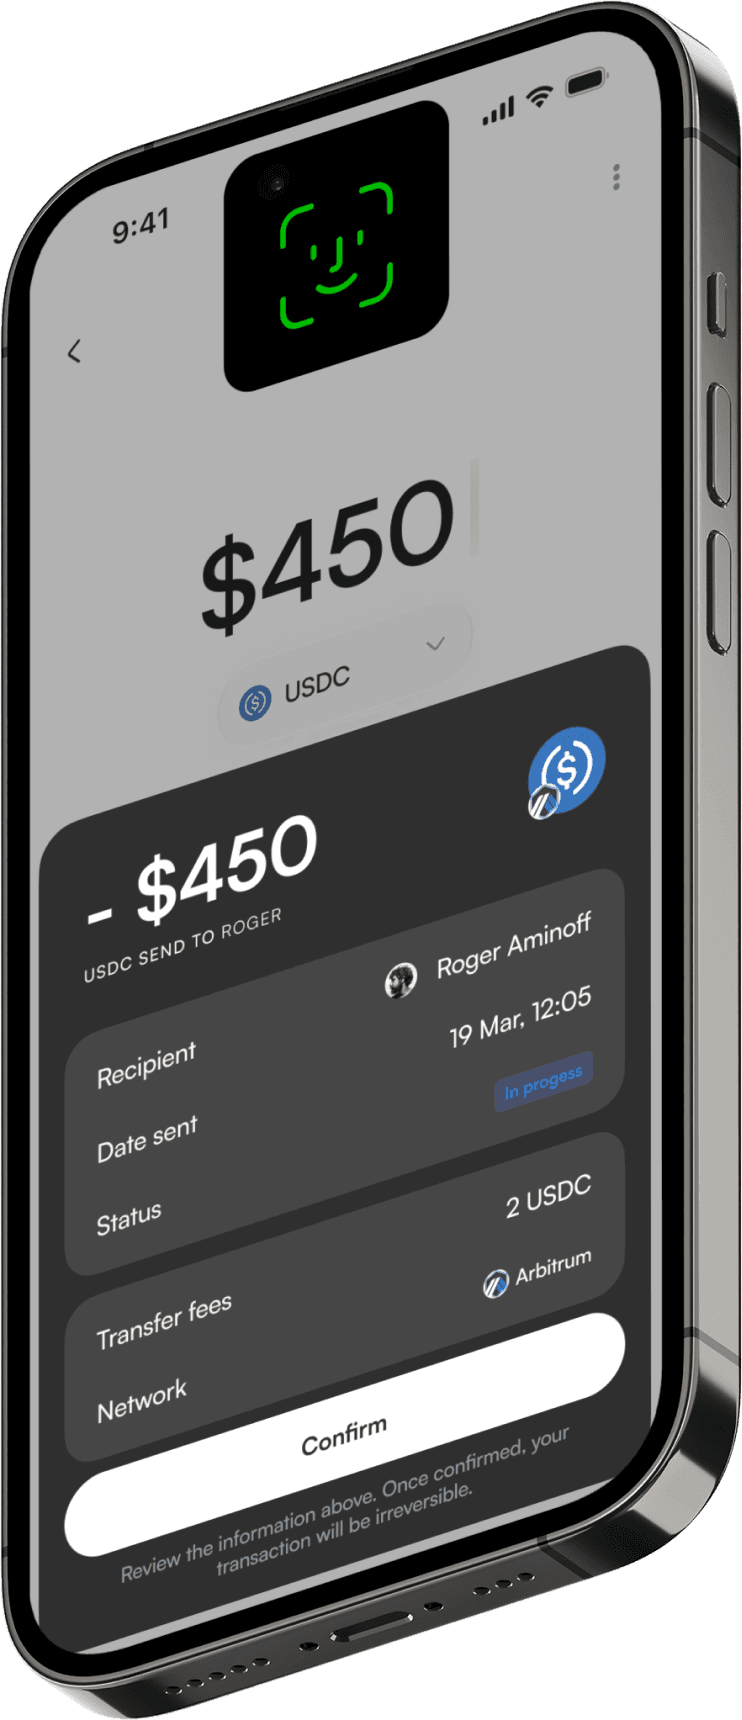 9:41
$450
USDC
- $450
USDC SEND TO ROGER
Recipient Roger Aminoff
Date sent 19 Mar, 12:05
Status In progess
Transfer fees 2 USDC
Network Arbitrum
Confirm
Review the information above. Once confirmed, your
transaction will be irreversible.